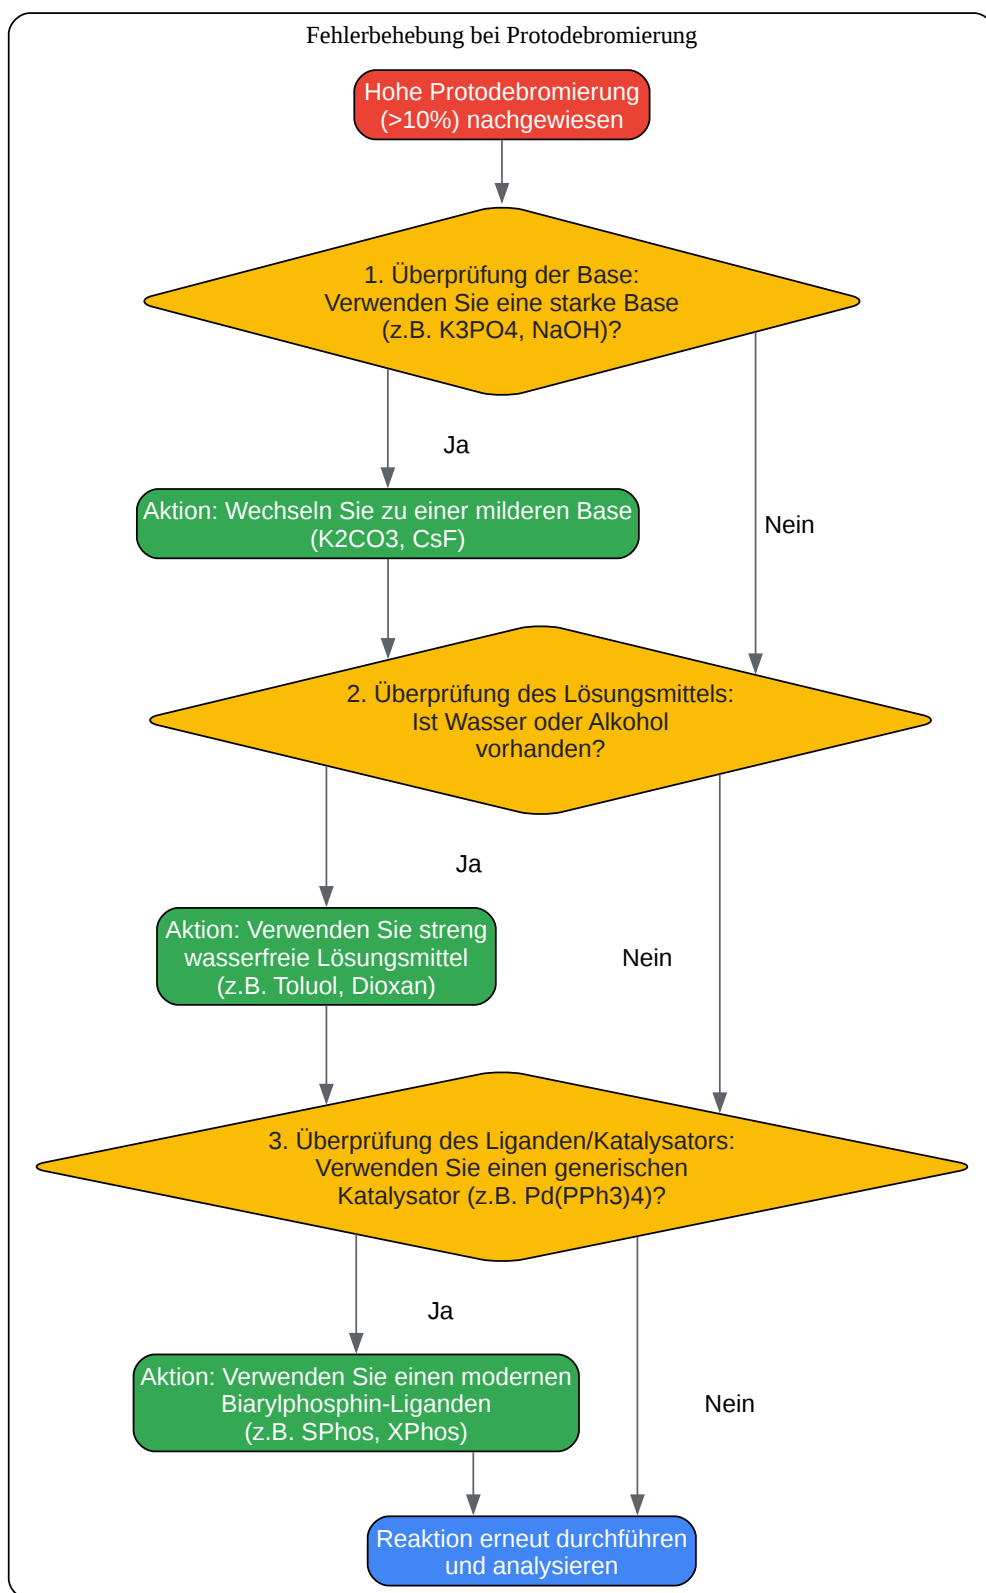 Fehlerbehebung bei Protodebromierung
Hohe Protodebromierung
(>10%) nachgewiesen
1. Überprüfung der Base:
Verwenden Sie eine starke Base
(z.B. K3PO4, NaOH)?
Ja
Aktion: Wechseln Sie zu einer milderen Base
(K2CO3, CsF)
Nein
2. Überprüfung des Lösungsmittels:
Ist Wasser oder Alkohol
vorhanden?
Ja
Aktion: Verwenden Sie streng
wasserfreie Lösungsmittel
(z.B. Toluol, Dioxan)
Nein
3. Überprüfung des Liganden/Katalysators:
Verwenden Sie einen generischen
Katalysator (z.B. Pd(PPh3)4)?
Ja
Aktion: Verwenden Sie einen modernen
Biarylphosphin-Liganden
(z.B. SPhos, XPhos)
Nein
Reaktion erneut durchführen
und analysieren